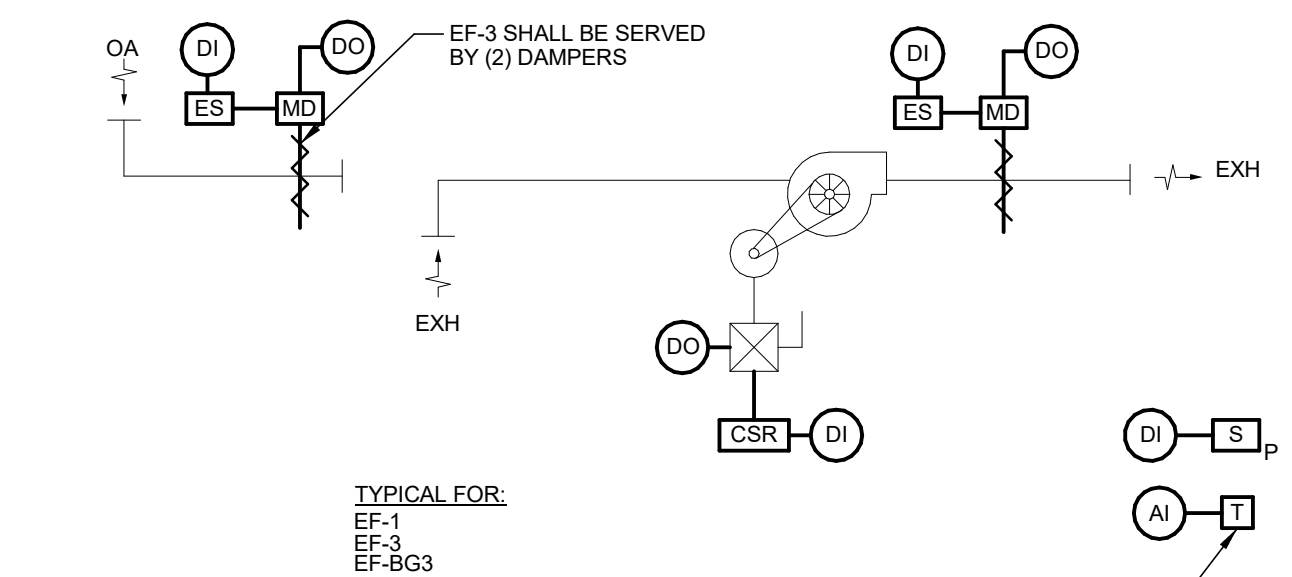 OA
DI
DO
EF-3 SHALL BE SERVED
BY (2) DAMPERS
ES
MD
DI
DO
ES
MD
EXH
EXH
DO
CSR
DI
DI
S
P
AI
T
TYPICAL FOR:
EF-1
EF-3
EF-BG3